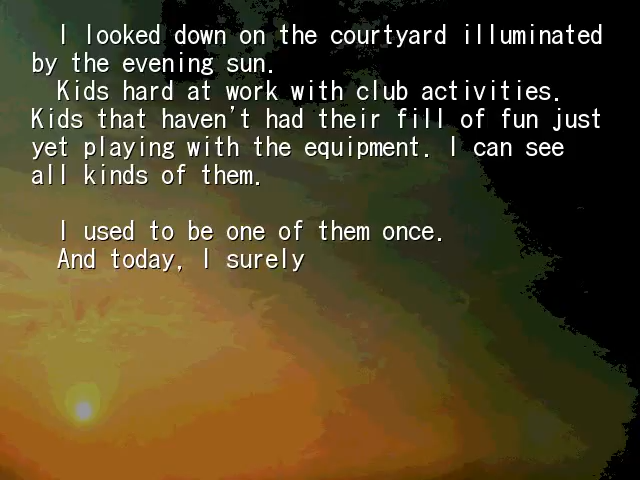 I looked down on the courtyard illuminated
by the evening sun.
Kids hard at work with club activities.
Kids that haven't had their fill of fun just
yet playing with the equipment. I can see
all kinds of them.
I used to be one of them once.
And today, I surely